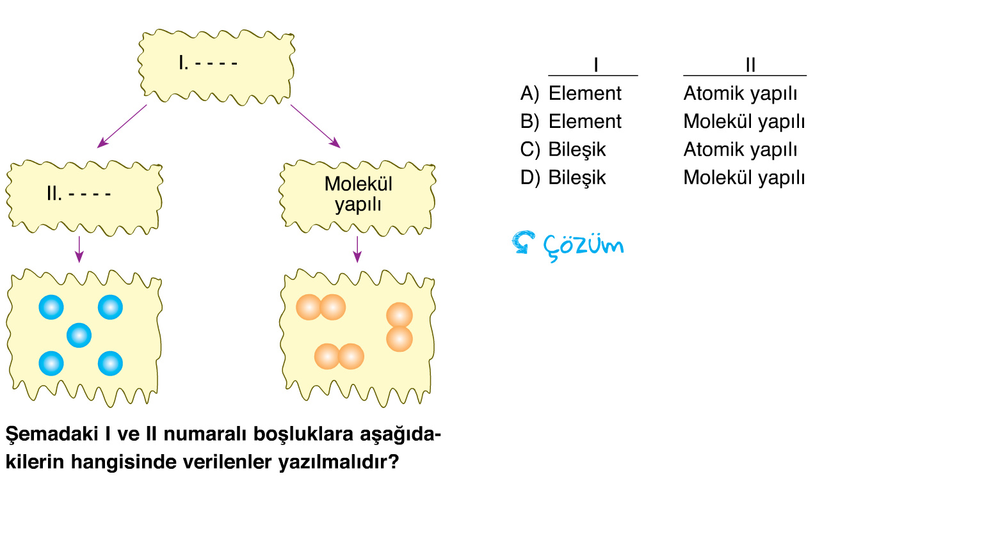 I. - - - -
II. - - - -
Molekül
yapılı
Şemadaki I ve II numaralı boşluklara aşağıda-
kilerin hangisinde verilenler yazılmalıdır?
I II
A) Element Atomik yapılı
B) Element Molekül yapılı
C) Bileşik Atomik yapılı
D) Bileşik Molekül yapılı
Çözüm